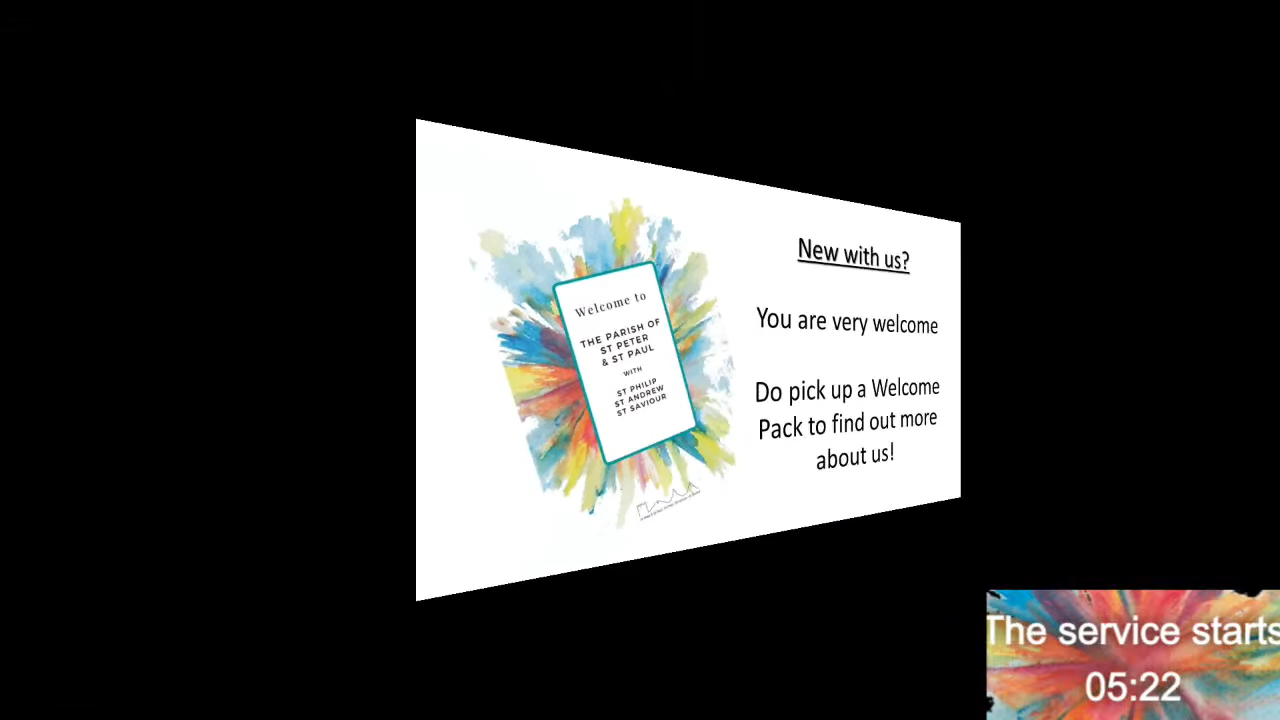 New with us?
You are very welcome
Do pick up a Welcome
Pack to find out more
about us!
Welcome to
THE PARISH OF
ST PETER
& ST PAUL
WITH
ST PHILIP
ST ANDREW
ST SAVIOUR
The service starts
05:22